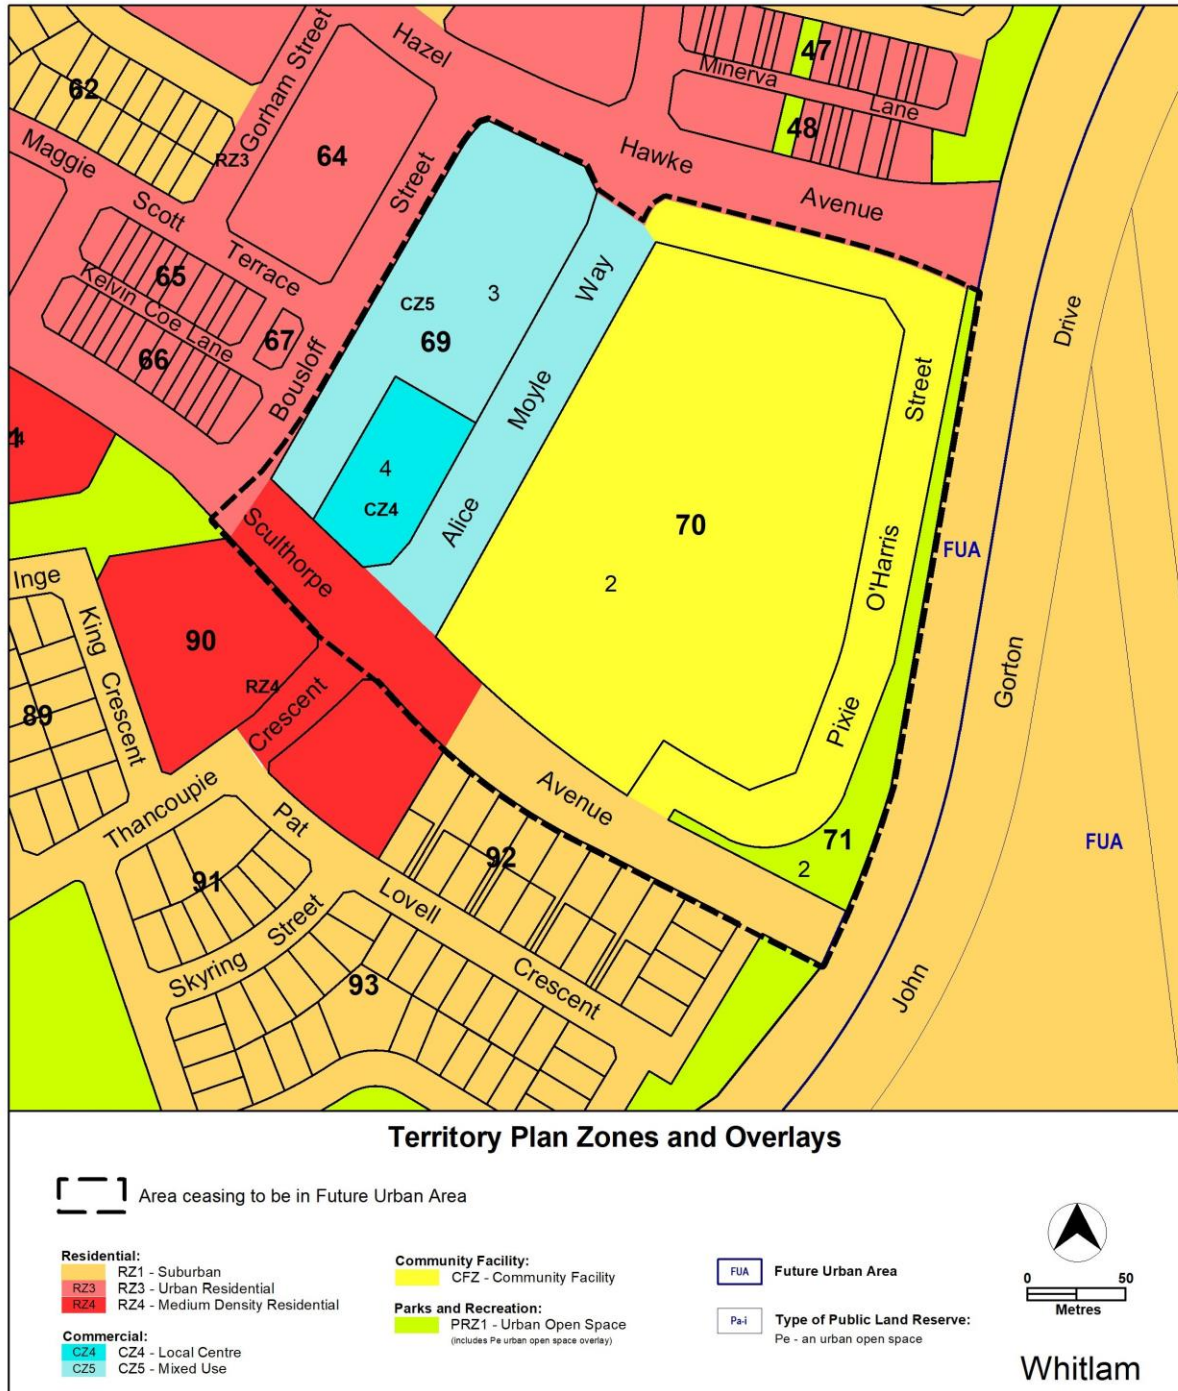 Hazel
Gorham Street
47
Minerva
Lane
62
RZ3
64
48
Hawke
Avenue
Maggie
Scott
Terrace
Street
65
Kelvin Coe Lane
67
66
Bousloff
CZ5
3
69
Way
Moyle
Alice
Drive
Street
4
CZ4
Sculthorpe
70
2
O'Harris
FUA
Pixie
Gorton
Inge
King
Crescent
90
RZ4
89
Crescent
Thancoupie
Pat
Avenue
71
2
FUA
92
91
Lovell
Skyring Street
Crescent
93
John
Territory Plan Zones and Overlays
Area ceasing to be in Future Urban Area
Residential:
RZ1 - Suburban
RZ3 RZ3 - Urban Residential
RZ4 RZ4 - Medium Density Residential
Commercial:
CZ4 CZ4 - Local Centre
CZ5 CZ5 - Mixed Use
Community Facility:
CFZ - Community Facility
Parks and Recreation:
PRZ1 - Urban Open Space
(includes Pe urban open space overlay)
FUA Future Urban Area
Pa-i Type of Public Land Reserve:
Pe - an urban open space
0 50
Metres
Whitlam